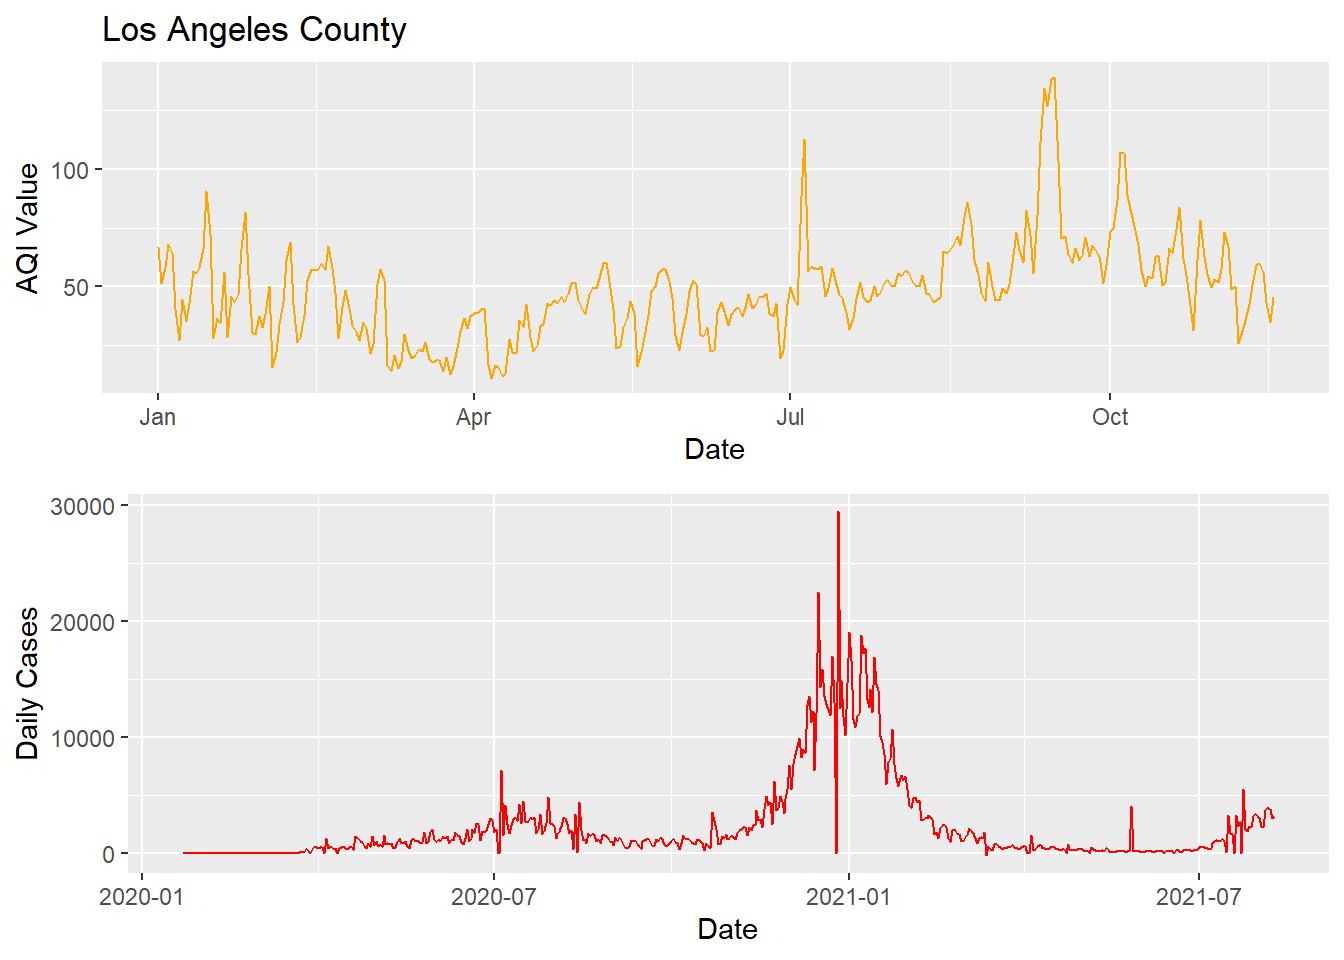 Los Angeles County
AQI Value
100
50
Jan Apr Jul Oct
Date
Daily Cases
30000
20000
10000
0
2020-01 2020-07 2021-01 2021-07
Date